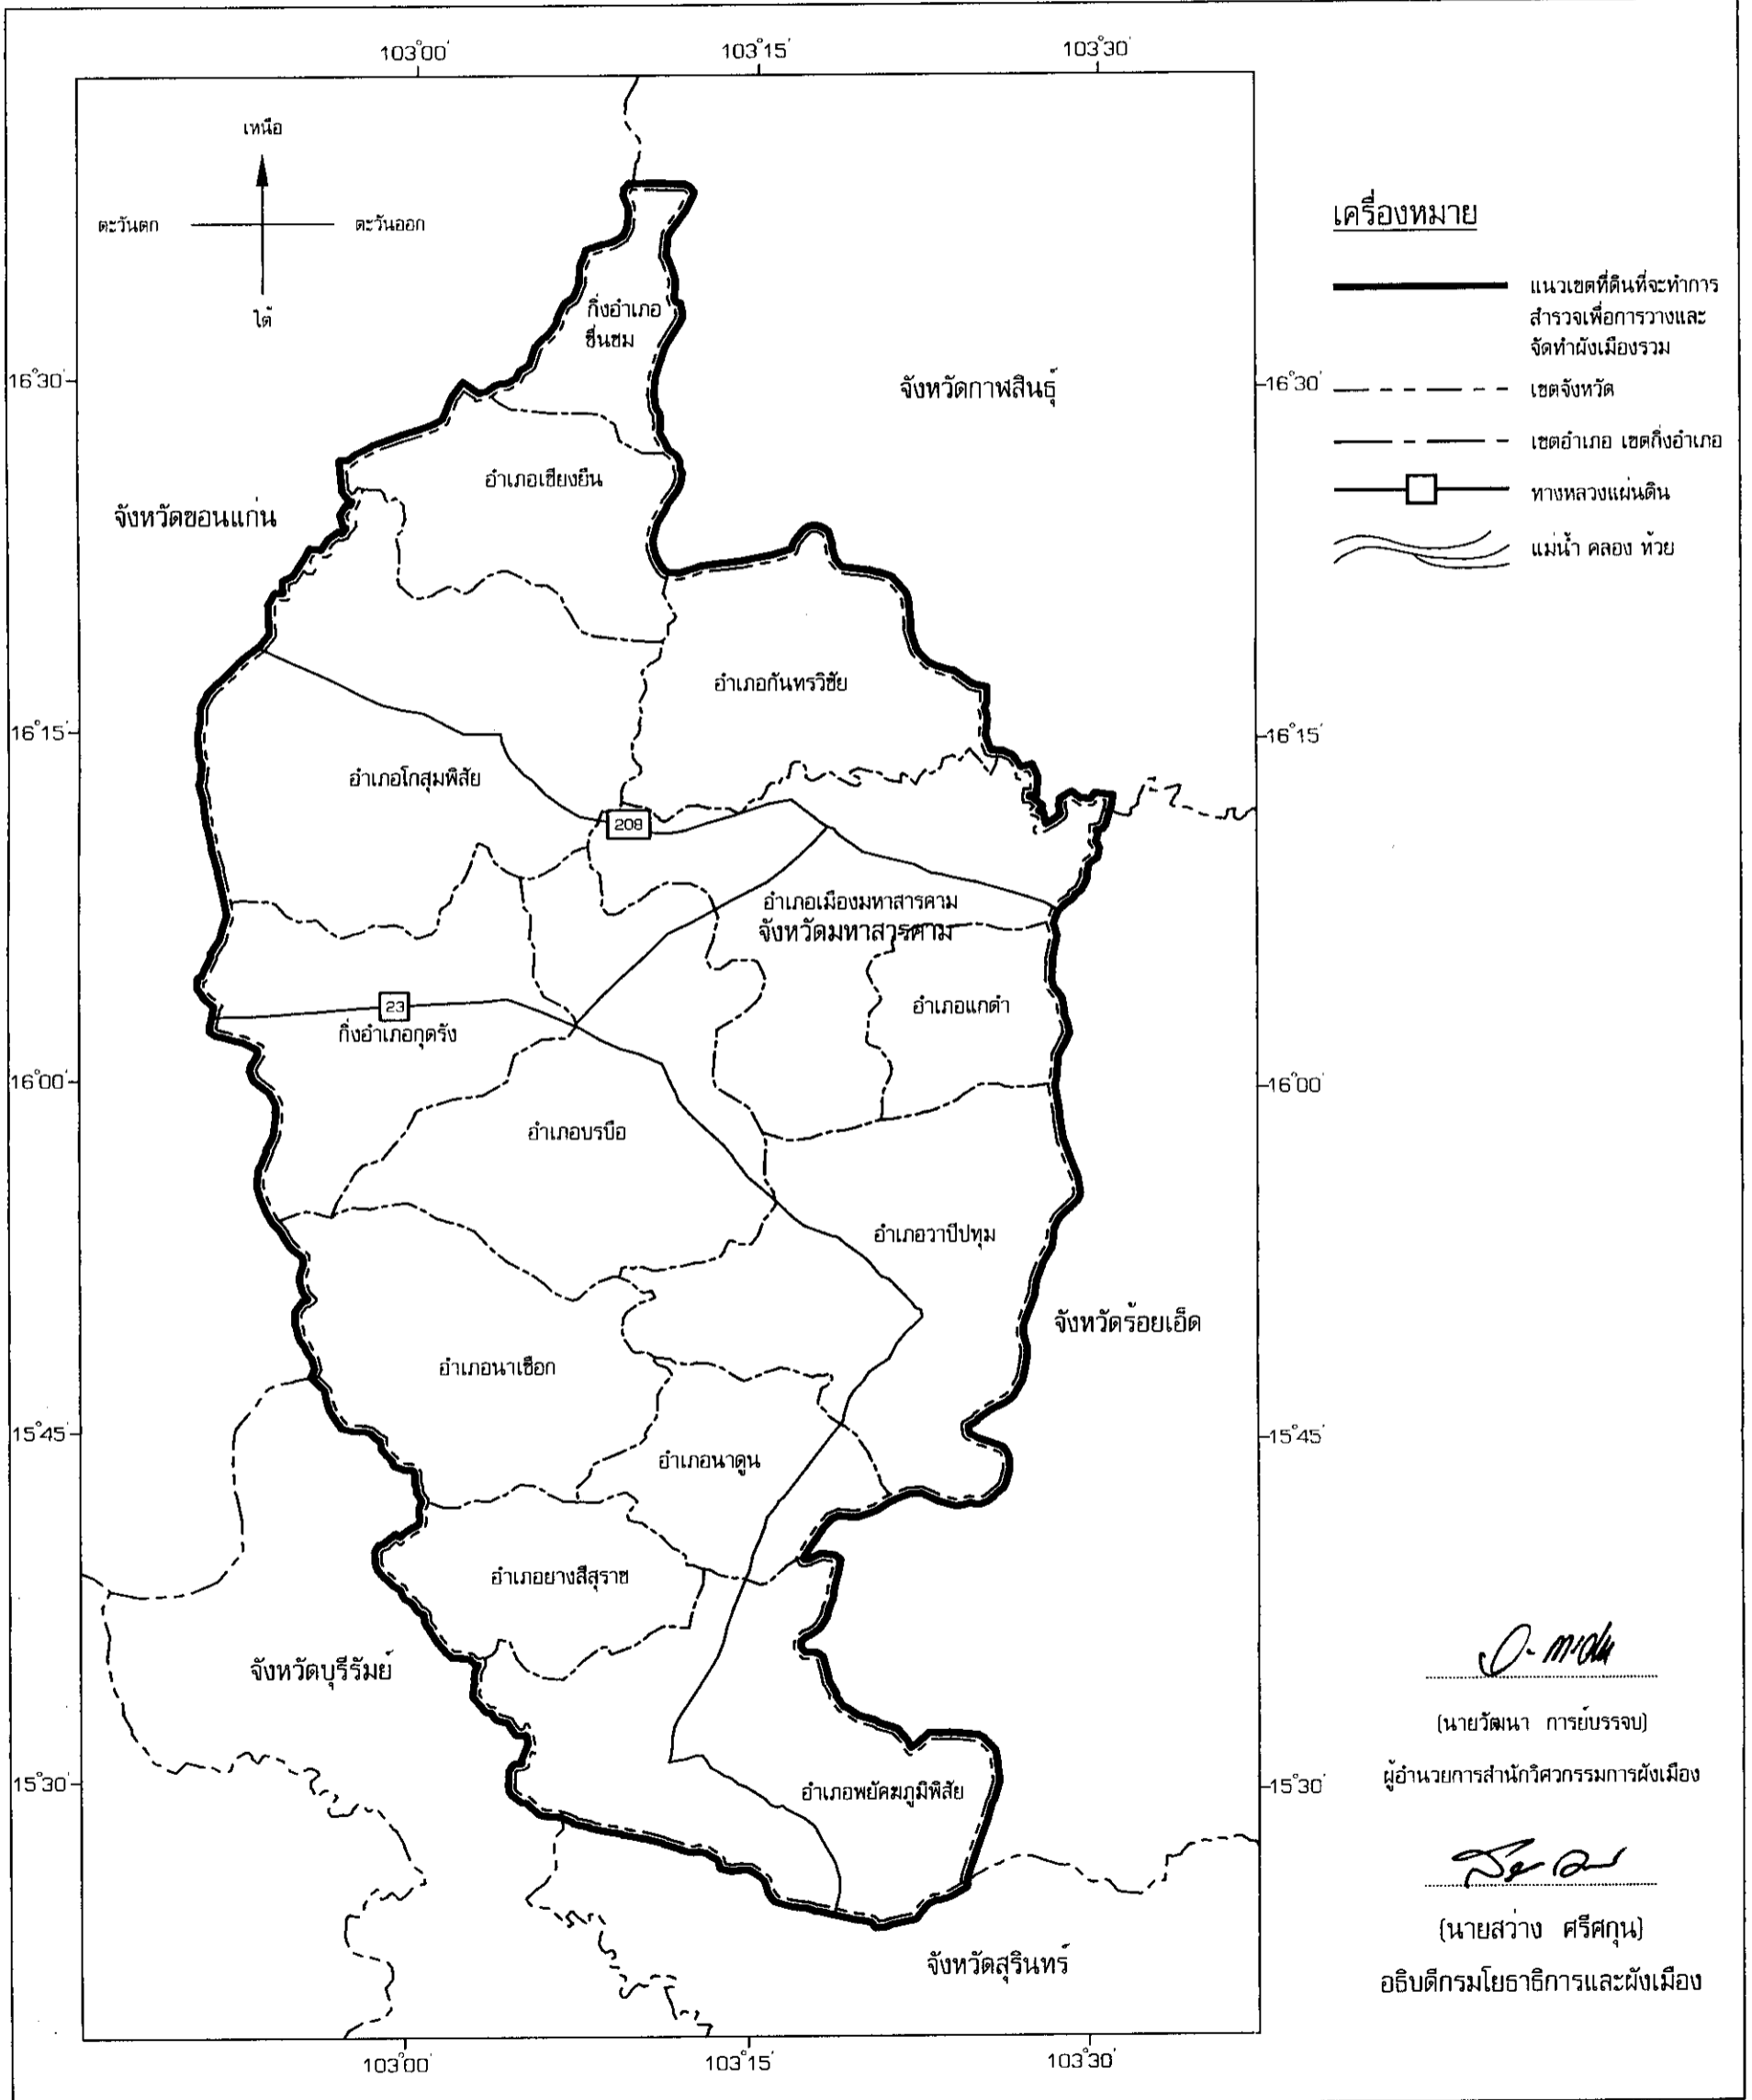 103°00'
103°15'
103°30'
เหนือ
ตะวันตก
ตะวันออก
ใต้
เครื่องหมาย
แนวเขตที่ดินที่จะทำการ
สำรวจเพื่อการวางและ
จัดทำผังเมืองรวม
เขตจังหวัด
เขตอำเภอ เขตกิ่งอำเภอ
ทางหลวงแผ่นดิน
แม่น้ำ คลอง ห้วย
กิ่งอำเภอ
ชื่นชม
16°30'
16°30'
จังหวัดกาฬสินธุ์
อำเภอเชียงยืน
จังหวัดขอนแก่น
อำเภอกันทรวิชัย
16°15'
16°15'
อำเภอโกสุมพิสัย
208
อำเภอเมืองมหาสารคาม
จังหวัดมหาสารคาม
23
อำเภอแกดำ
กิ่งอำเภอกุดรัง
16°00'
16°00'
อำเภอบรบือ
อำเภอวาปีปทุม
จังหวัดร้อยเอ็ด
อำเภอนาเชือก
15°45'
15°45'
อำเภอนาดูน
อำเภอยางสีสุราช
จังหวัดบุรีรัมย์
15°30'
15°30'
อำเภอพยัคฆภูมิพิสัย
จังหวัดสุรินทร์
103°00'
103°15'
103°30'
(นายวัฒนา การย์บรรจบ)
ผู้อำนวยการสำนักวิศวกรรมการผังเมือง
(นายสว่าง ศรีศกุน)
อธิบดีกรมโยธาธิการและผังเมือง